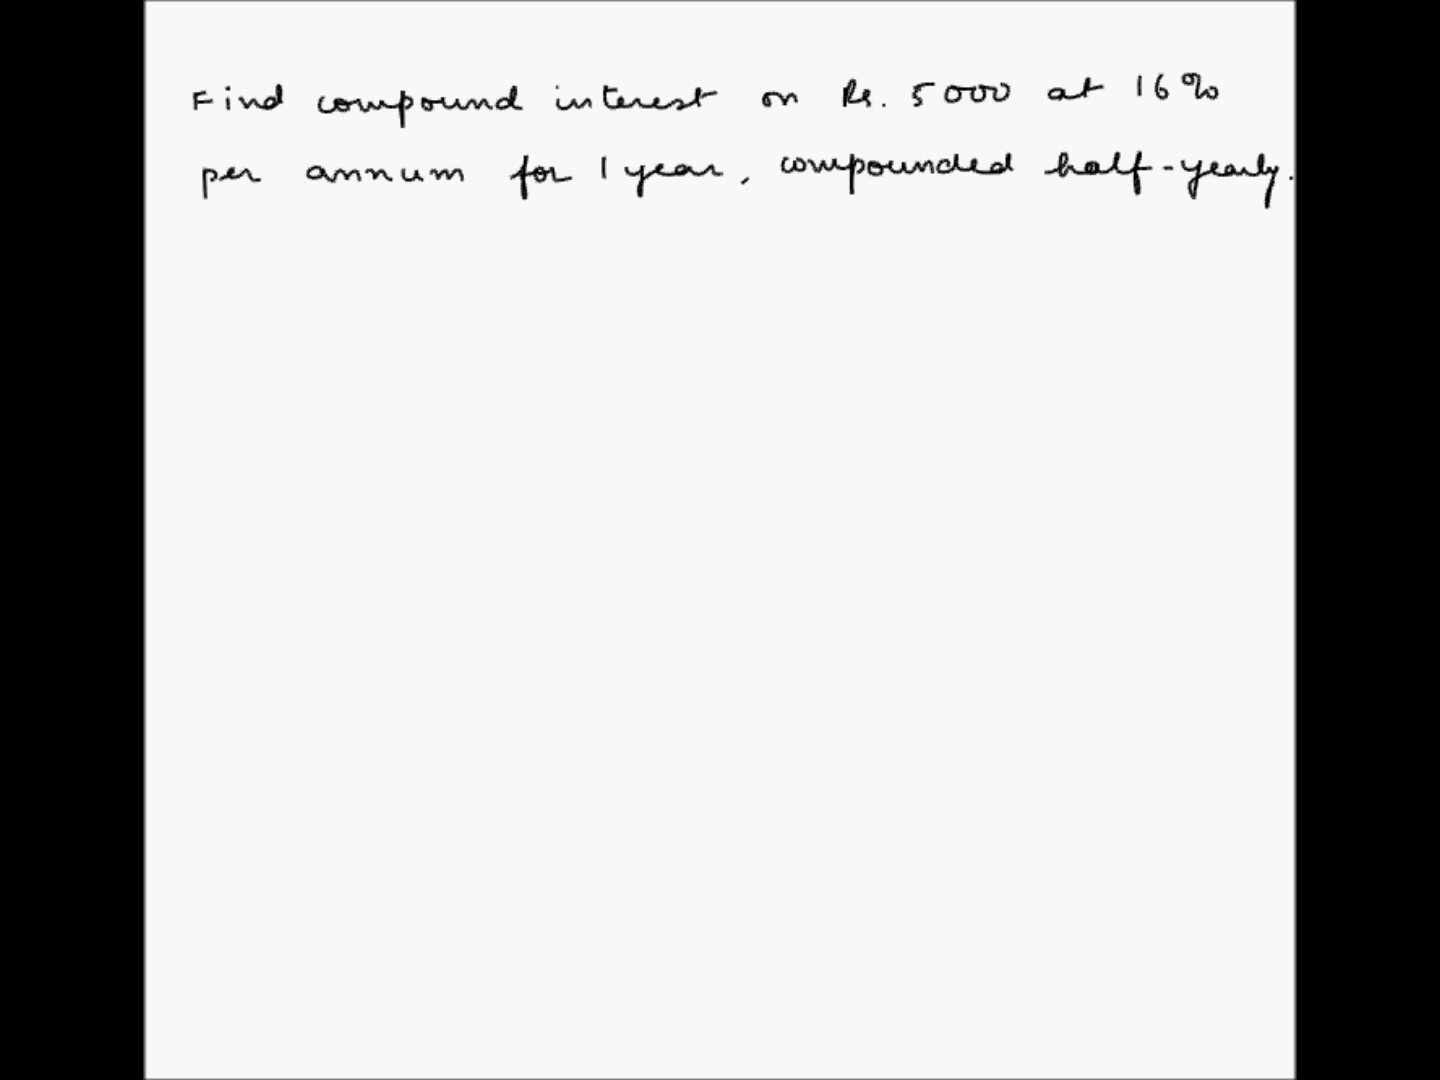 Find compound interest on Rs. 5000 at 16%
per annum for 1 year, compounded half-yearly.